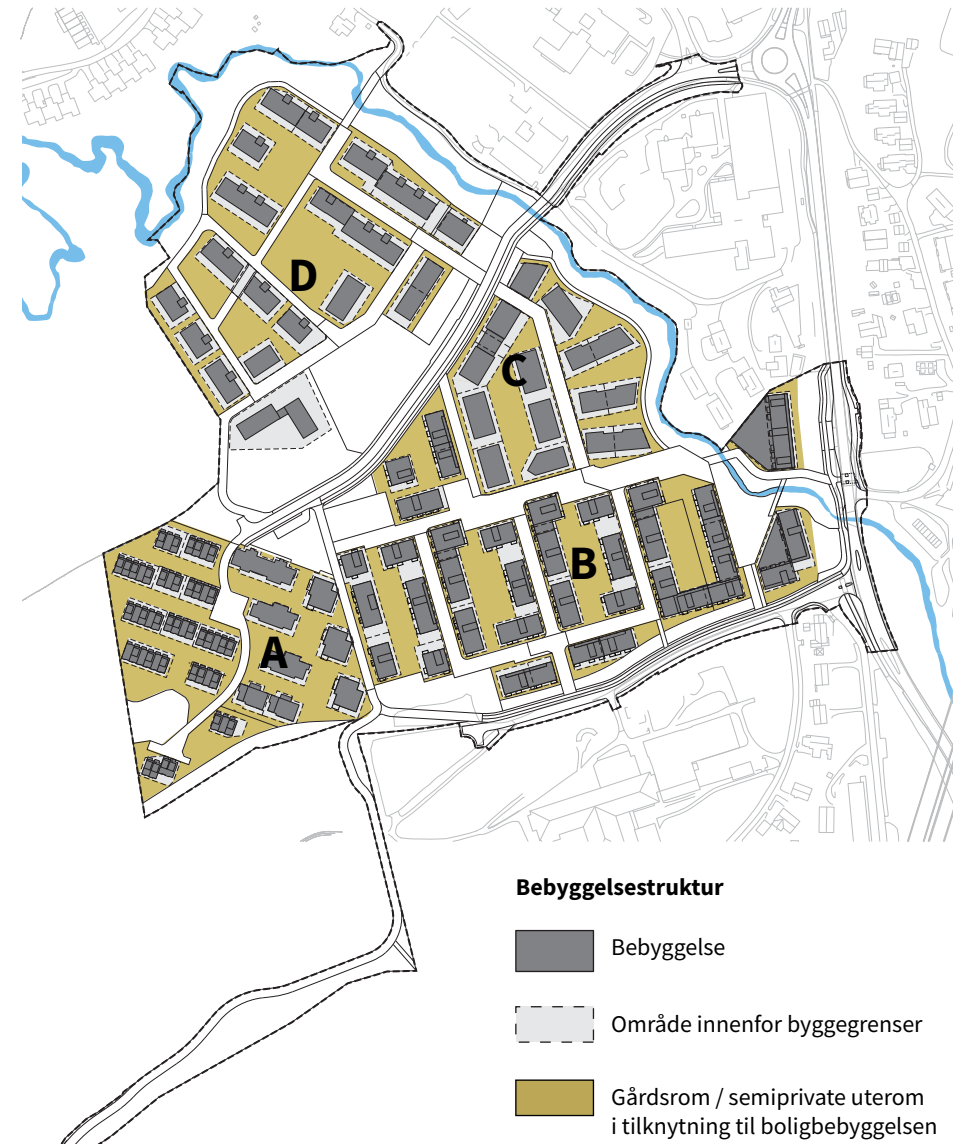 D
C
B
A
Bebyggelsestruktur
Bebyggelse
Område innenfor byggegrenser
Gårdsrom / semiprivate uterom
i tilknytning til boligbebyggelsen